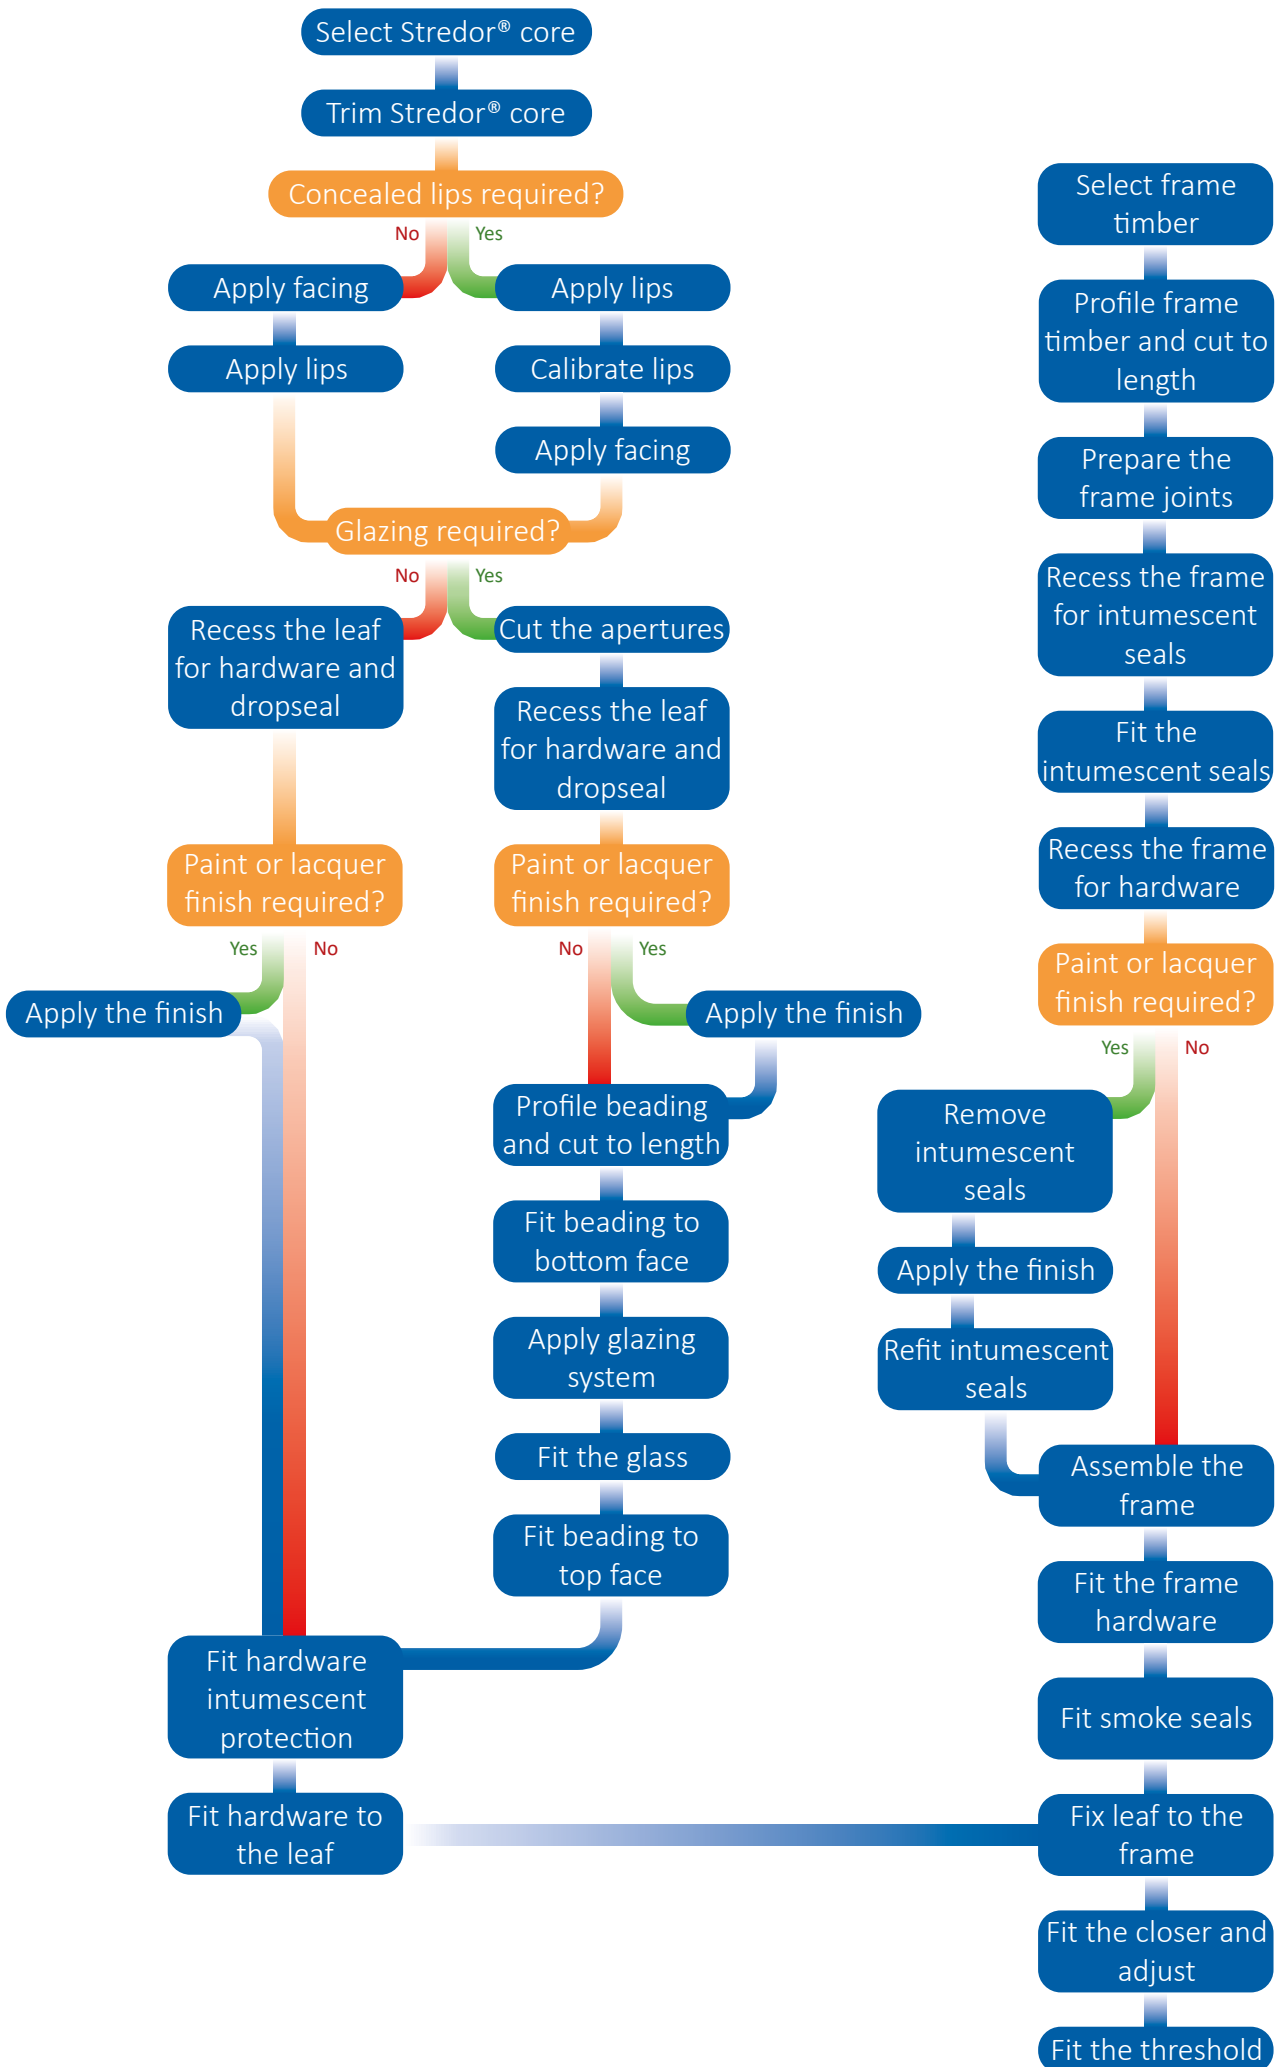 Select Stredor® core
Trim Stredor® core
Concealed lips required?
No
Yes
Apply facing
Apply lips
Apply lips
Calibrate lips
Apply facing
Glazing required?
No
Yes
Recess the leaf
for hardware and
dropseal
Cut the apertures
Recess the leaf
for hardware and
dropseal
Paint or lacquer
finish required?
Yes
No
Apply the finish
Paint or lacquer
finish required?
No
Yes
Apply the finish
Profile beading
and cut to length
Fit beading to
bottom face
Apply glazing
system
Fit the glass
Fit beading to
top face
Fit hardware
intumescent
protection
Fit hardware to
the leaf
Select frame
timber
Profile frame
timber and cut to
length
Prepare the
frame joints
Recess the frame
for intumescent
seals
Fit the
intumescent seals
Recess the frame
for hardware
Paint or lacquer
finish required?
Yes
No
Remove
intumescent
seals
Apply the finish
Refit intumescent
seals
Assemble the
frame
Fit the frame
hardware
Fit smoke seals
Fix leaf to the
frame
Fit the closer and
adjust
Fit the threshold